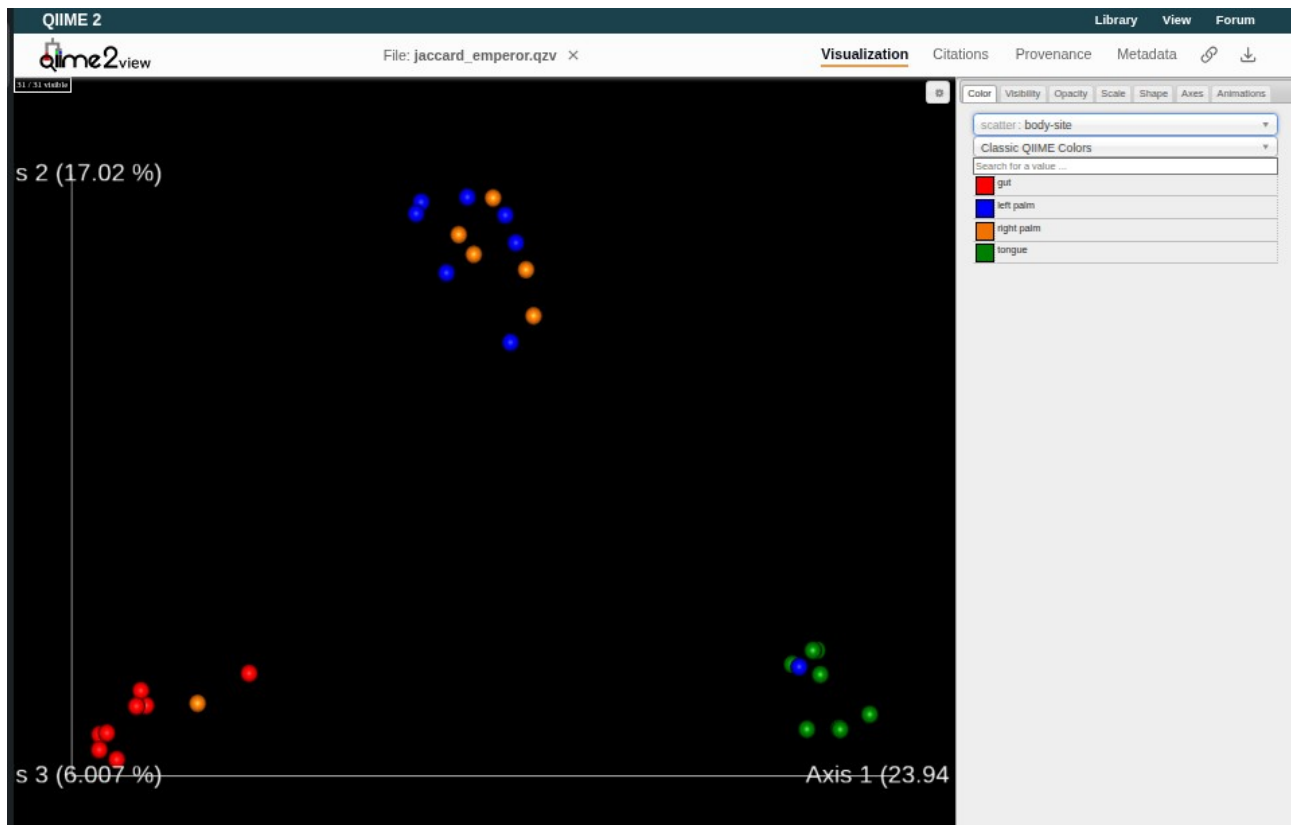 QIIME 2
Library View Forum
qiime2view
File: jaccard_emperor.qzv ×
Visualization Citations Provenance Metadata
31 / 31 visible
Color Visibility Opacity Scale Shape Axes Animations
scatter: body-site
Classic QIIME Colors
Search for a value ...
gut
left palm
right palm
tongue
s 2 (17.02 %)
s 3 (6.007 %)
Axis 1 (23.94